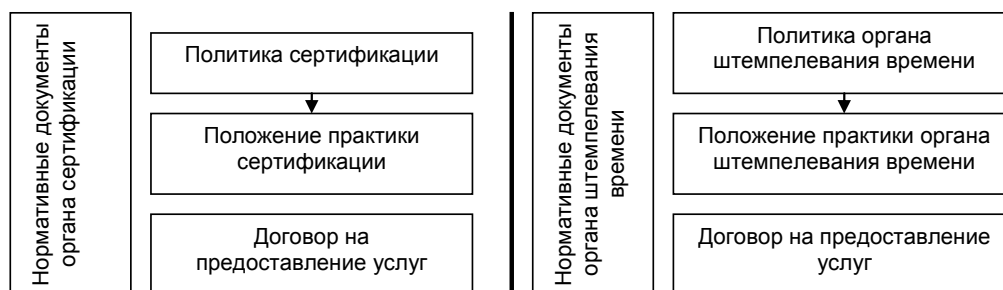 Нормативные документы
органа сертификации
Политика сертификации
Положение практики
сертификации
Договор на
предоставление услуг
Нормативные документы
органа штемпелевания
времени
Политика органа
штемпелевания времени
Положение практики органа
штемпелевания времени
Договор на предоставление
услуг